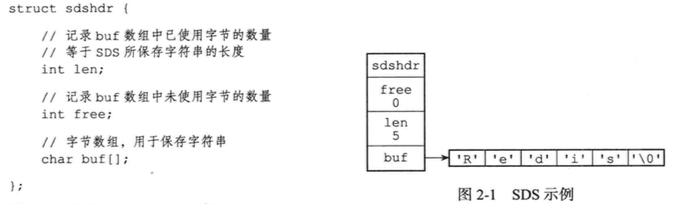 struct sdshdr {
// 记录 buf 数组中已使用字节的数量
// 等于 SDS 所保存字符串的长度
int len;
// 记录 buf 数组中未使用字节的数量
int free;
// 字节数组，用于保存字符串
char buf[];
};
sdshdr
free
0
len
5
buf
'R' 'e' 'd' 'i' 's' '\0'
图 2-1 SDS 示例